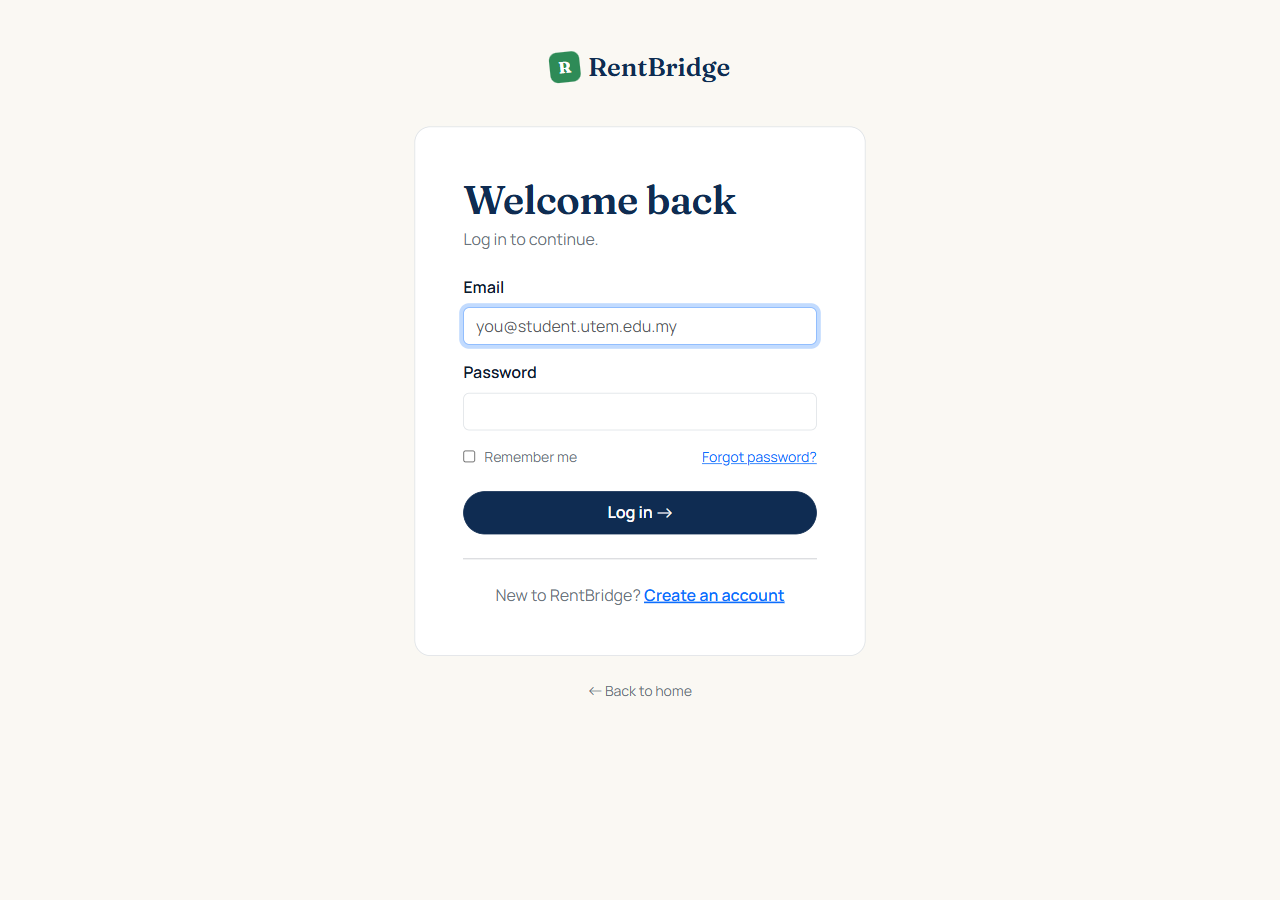 R RentBridge
Welcome back
Log in to continue.
Email
you@student.utem.edu.my
Password
Remember me Forgot password?
Log in →
New to RentBridge? Create an account
← Back to home